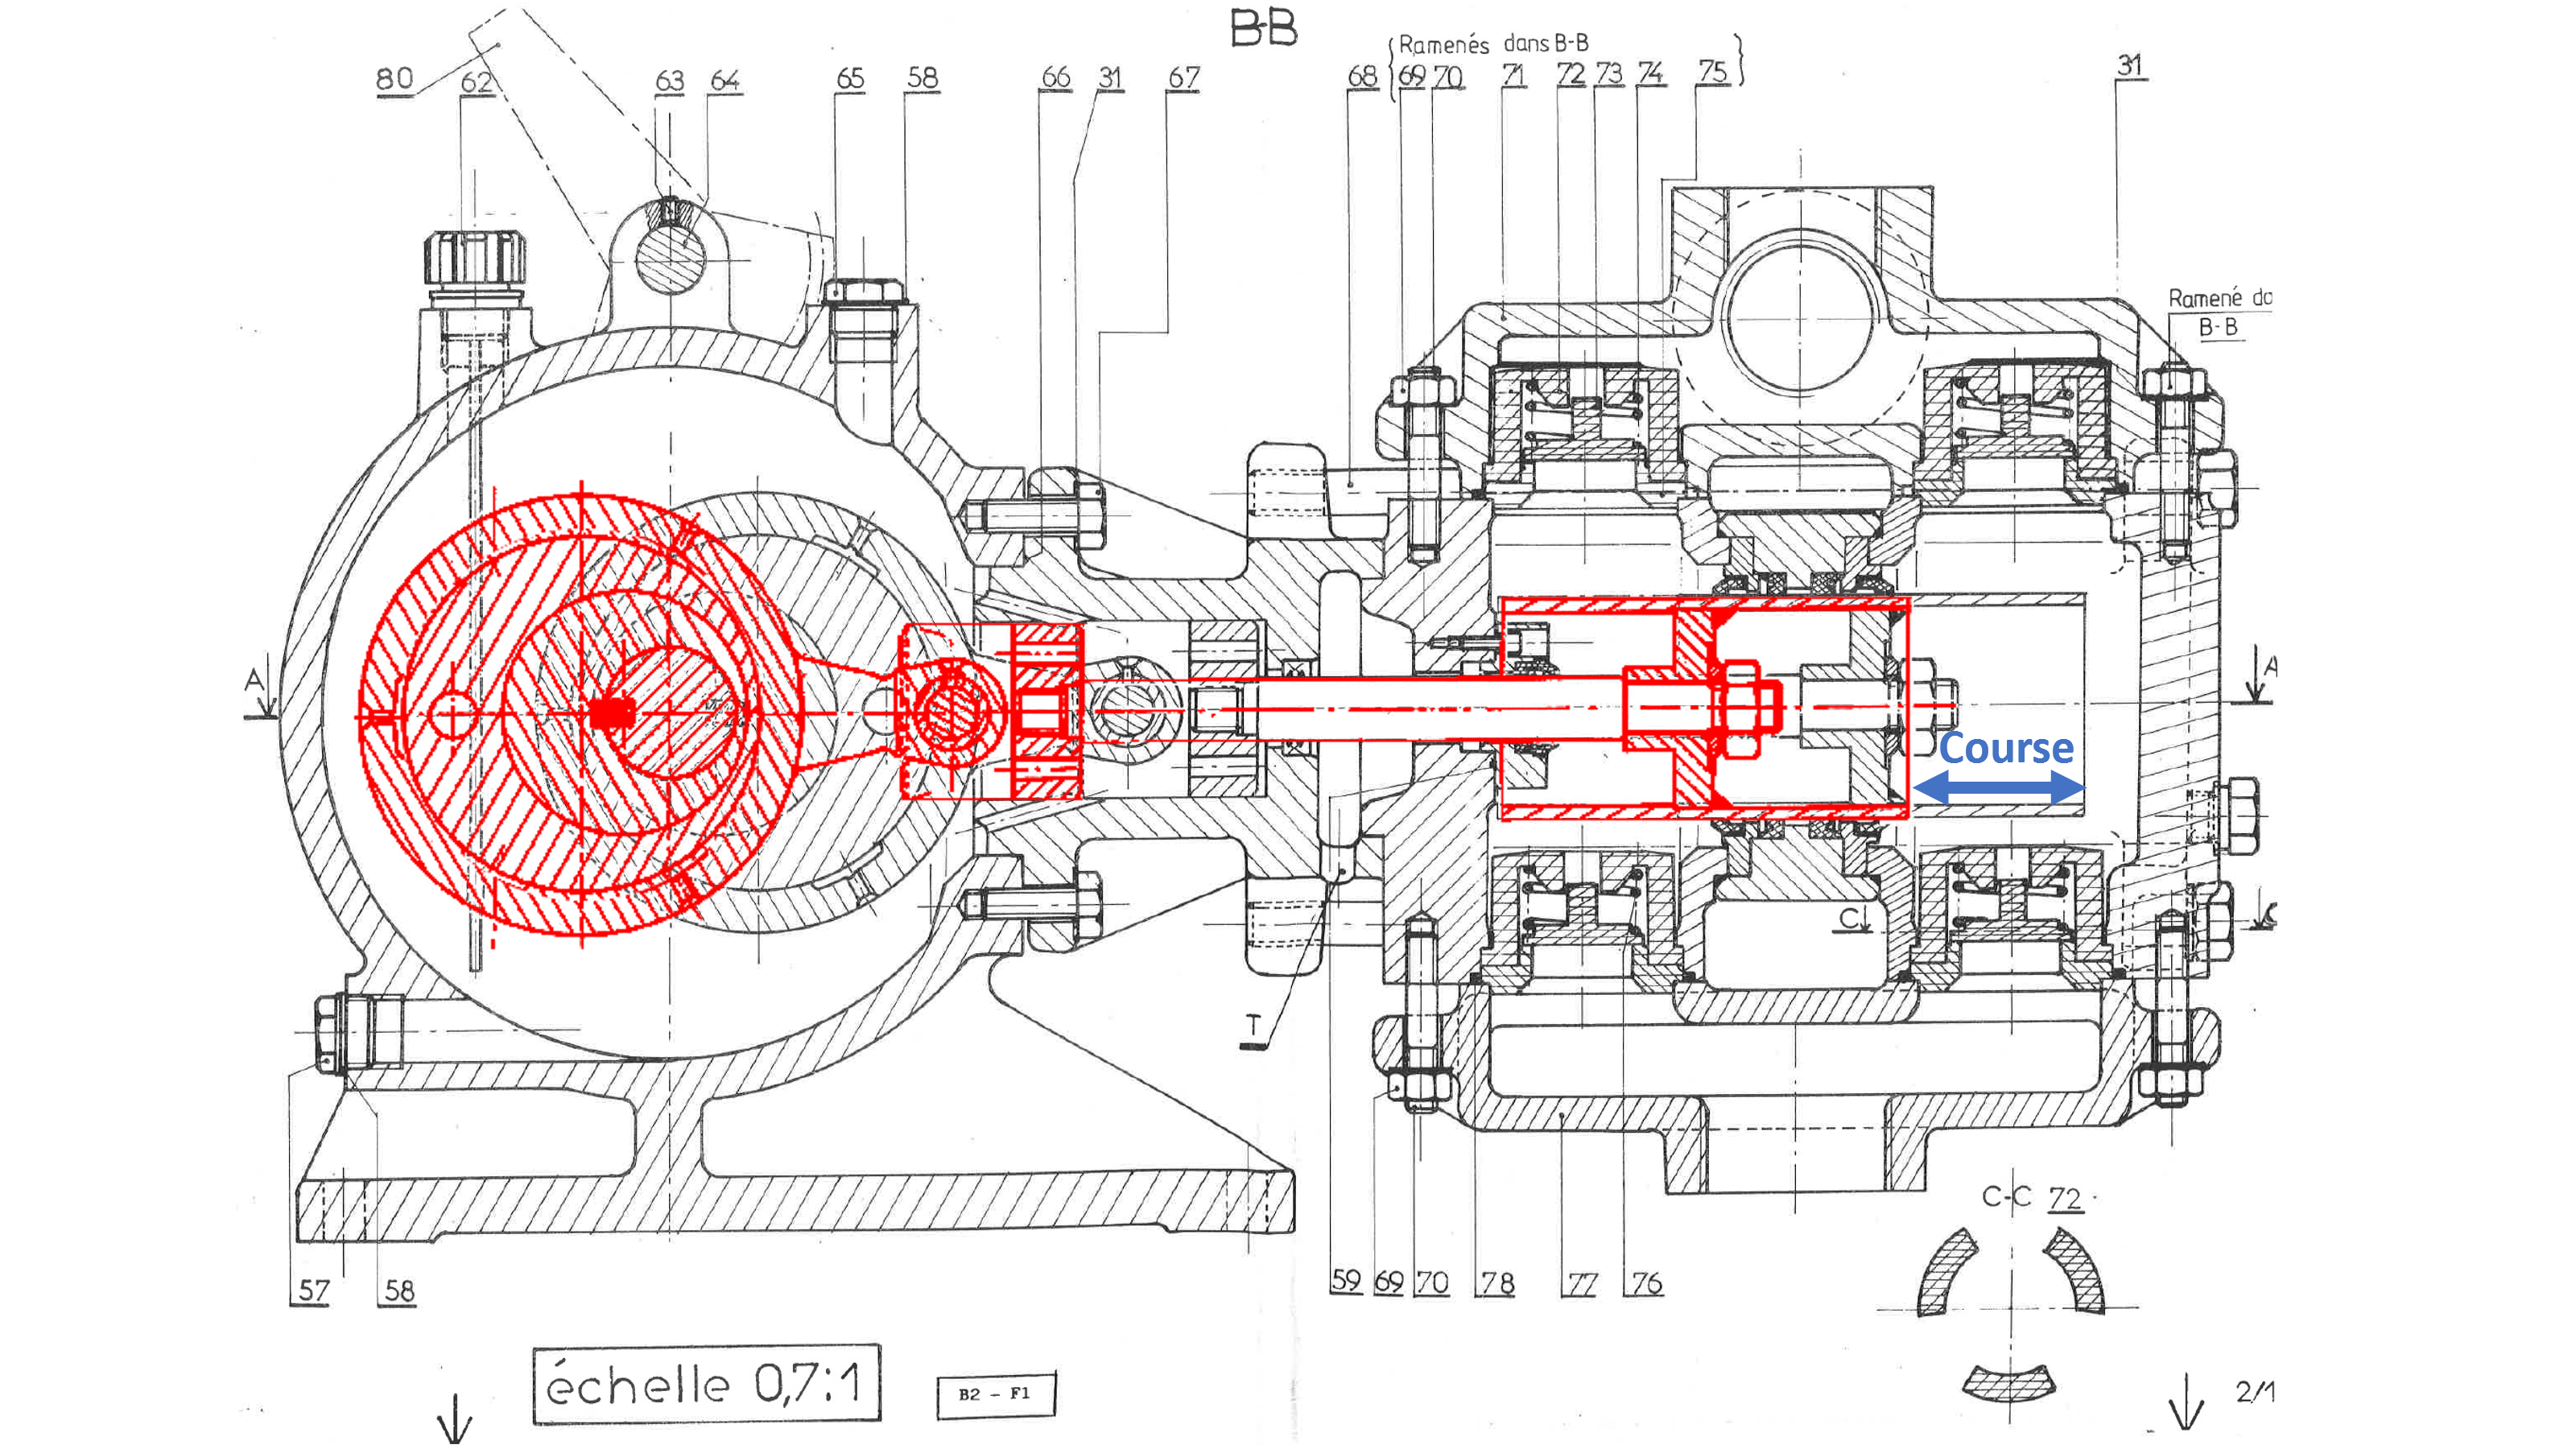 B-B
Ramenés dans B-B
80 62 63 64 65 58 66 31 67 68 69 70 71 72 73 74 75 31
Ramené
B-B
A A
Course
C
T
C-C 72
57 58 59 69 70 78 77 76
échelle 0,7:1
B2 - F1
2/1